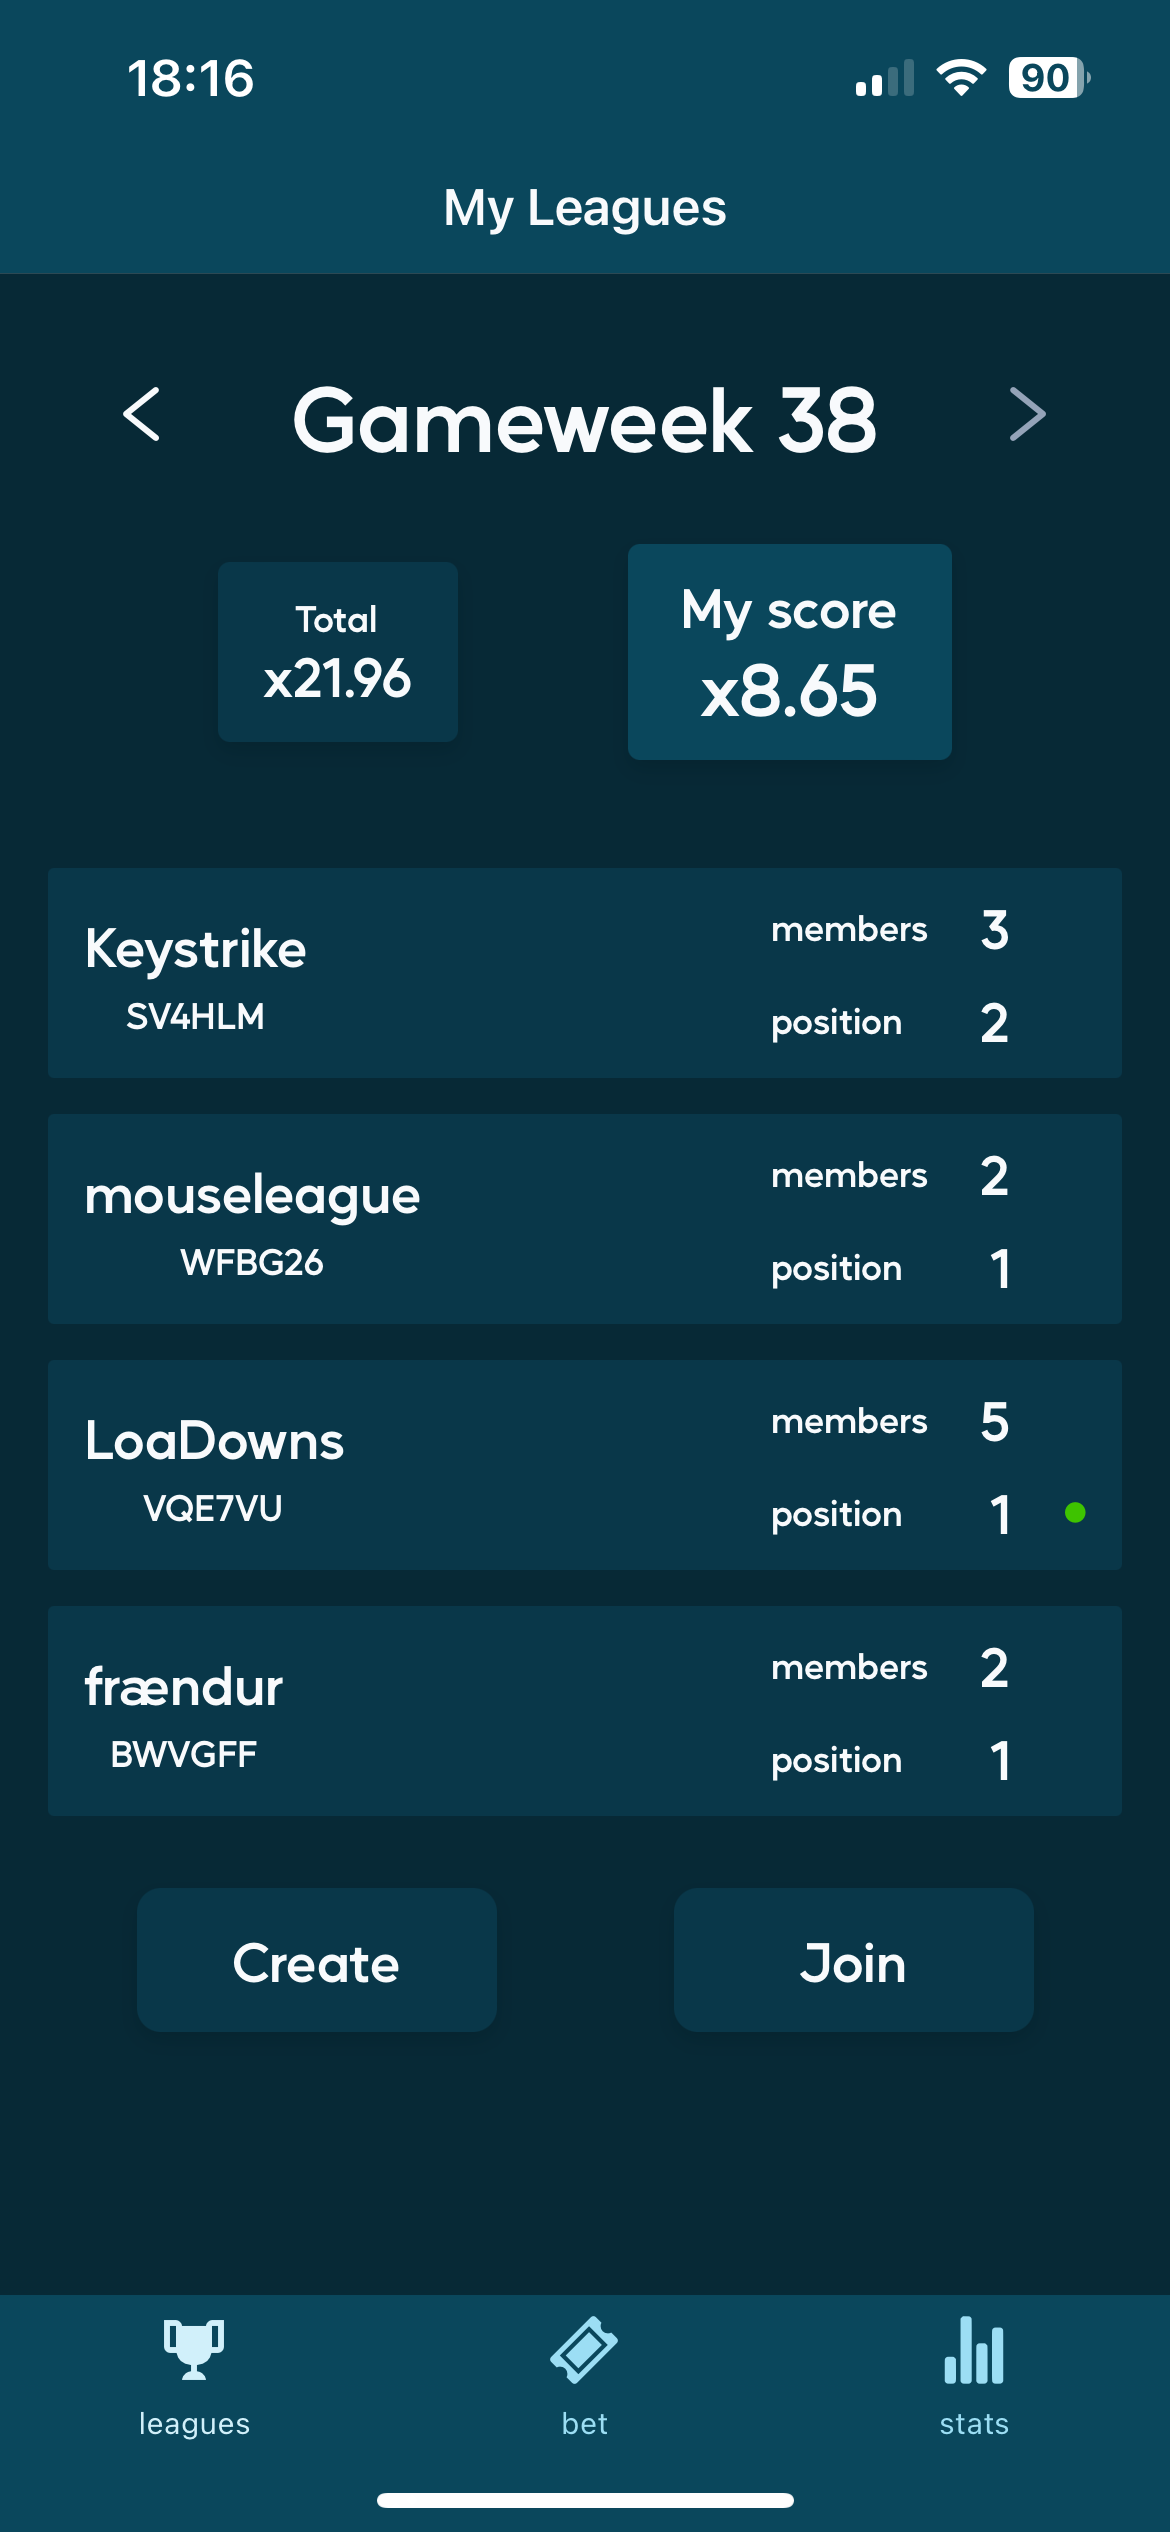 18:16
90
My Leagues
Gameweek 38
Total
x21.96
My score
x8.65
Keystrike
SV4HLM
members 3
position 2
mouseleague
WFBG26
members 2
position 1
LoaDowns
VQE7VU
members 5
position 1
frændur
BWVGFF
members 2
position 1
Create
Join
leagues
bet
stats